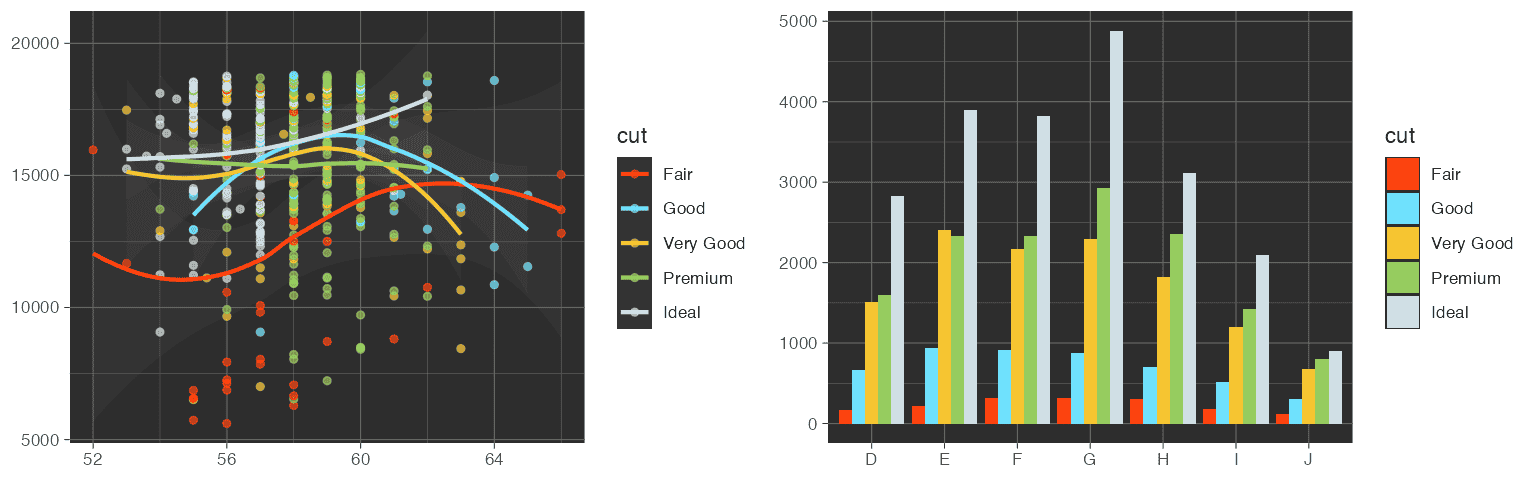 20000
15000
10000
5000
52 56 60 64
cut
Fair
Good
Very Good
Premium
Ideal
5000
4000
3000
2000
1000
0
D E F G H I J
cut
Fair
Good
Very Good
Premium
Ideal